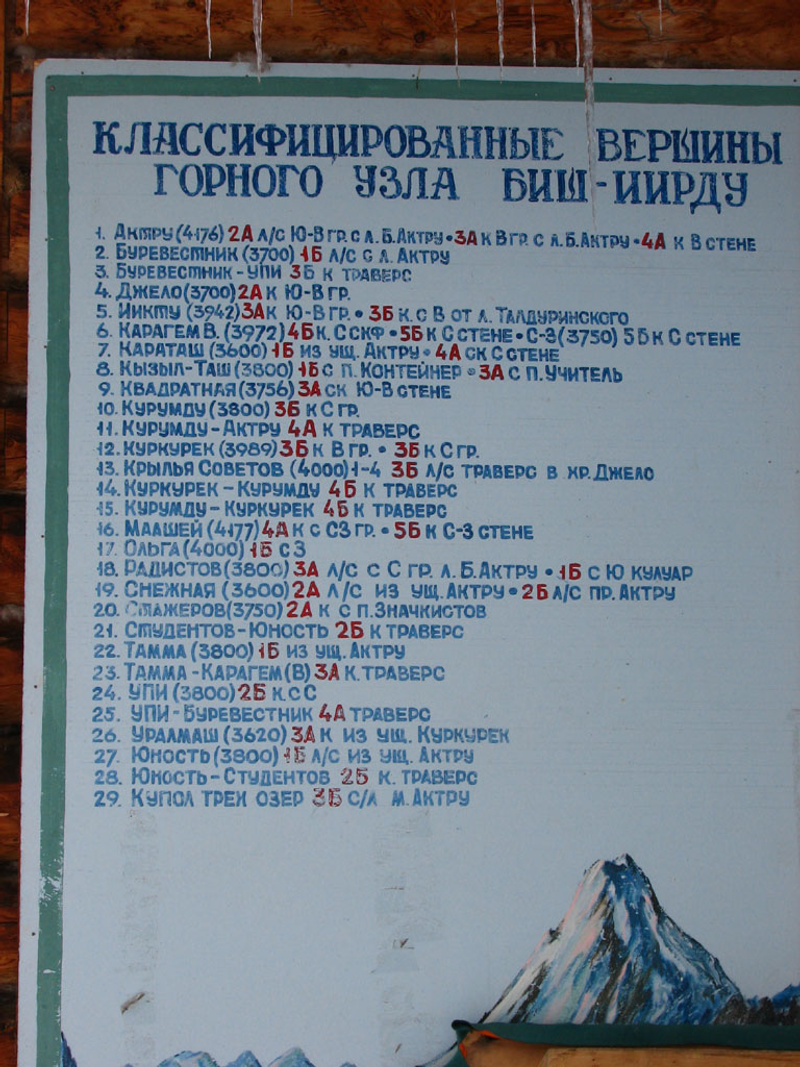 КЛАССИФИЦИРОВАННЫЕ ВЕРШИНЫ
ГОРНОГО УЗЛА БИШ-ИИРДУ
1. АКТРУ (4176) 2А Л/С Ю-В ГР. С Л. Б. АКТРУ • 3А К В ГР. С Л. Б. АКТРУ • 4А К В СТЕНЕ
2. БУРЕВЕСТНИК (3700) 1Б Л/С С Л. АКТРУ
3. БУРЕВЕСТНИК-УПИ 3Б К ТРАВЕРС
4. ДЖЕЛО (3700) 2А К Ю-В ГР.
5. ИИКТУ (3942) 3А К Ю-В ГР. • 3Б К. С В ОТ Л. ТАЛДУРИНСКОГО
6. КАРАГЕМ В. (3972) 4Б К. С СКФ • 5Б К С СТЕНЕ • С-З (3750) 5Б К С СТЕНЕ
7. КАРАТАШ (3600) 1Б ИЗ УЩ. АКТРУ • 4А СК С СТЕНЕ
8. КЫЗЫЛ-ТАШ (3800) 1Б С П. КОНТЕЙНЕР • 3А С П. УЧИТЕЛЬ
9. КВАДРАТНАЯ (3756) 3А СК Ю-В СТЕНЕ
10. КУРУМДУ (3800) 3Б К С ГР.
11. КУРУМДУ-АКТРУ 4А К ТРАВЕРС
12. КУРКУРЕК (3989) 3Б К В ГР. • 3Б К С ГР.
13. КРЫЛЬЯ СОВЕТОВ (4000) 1-4 3Б Л/С ТРАВЕРС В ХР. ДЖЕЛО
14. КУРКУРЕК - КУРУМДУ 4Б К ТРАВЕРС
15. КУРУМДУ - КУРКУРЕК 4Б К ТРАВЕРС
16. МААШЕЙ (4177) 4А К С СЗ ГР. • 5Б К С-З СТЕНЕ
17. ОЛЬГА (4000) 1Б С З
18. РАДИСТОВ (3800) 3А Л/С С С ГР. Л. Б. АКТРУ • 1Б С Ю КУЛУАР
19. СНЕЖНАЯ (3600) 2А Л/С ИЗ УЩ. АКТРУ • 2Б Л/С ПР. АКТРУ
20. СТАЖЕРОВ (3750) 2А К С П. ЗНАЧКИСТОВ
21. СТУДЕНТОВ-ЮНОСТЬ 2Б К ТРАВЕРС
22. ТАММА (3800) 1Б ИЗ УЩ. АКТРУ
23. ТАММА - КАРАГЕМ (В) 3А К. ТРАВЕРС
24. УПИ (3800) 2Б К. С С
25. УПИ-БУРЕВЕСТНИК 4А ТРАВЕРС
26. УРАЛМАШ (3620) 3А К ИЗ УЩ. КУРКУРЕК
27. ЮНОСТЬ (3800) 1Б Л/С ИЗ УЩ. АКТРУ
28. ЮНОСТЬ-СТУДЕНТОВ 2Б К. ТРАВЕРС
29. КУПОЛ ТРЕХ ОЗЕР 3Б С/Л М. АКТРУ